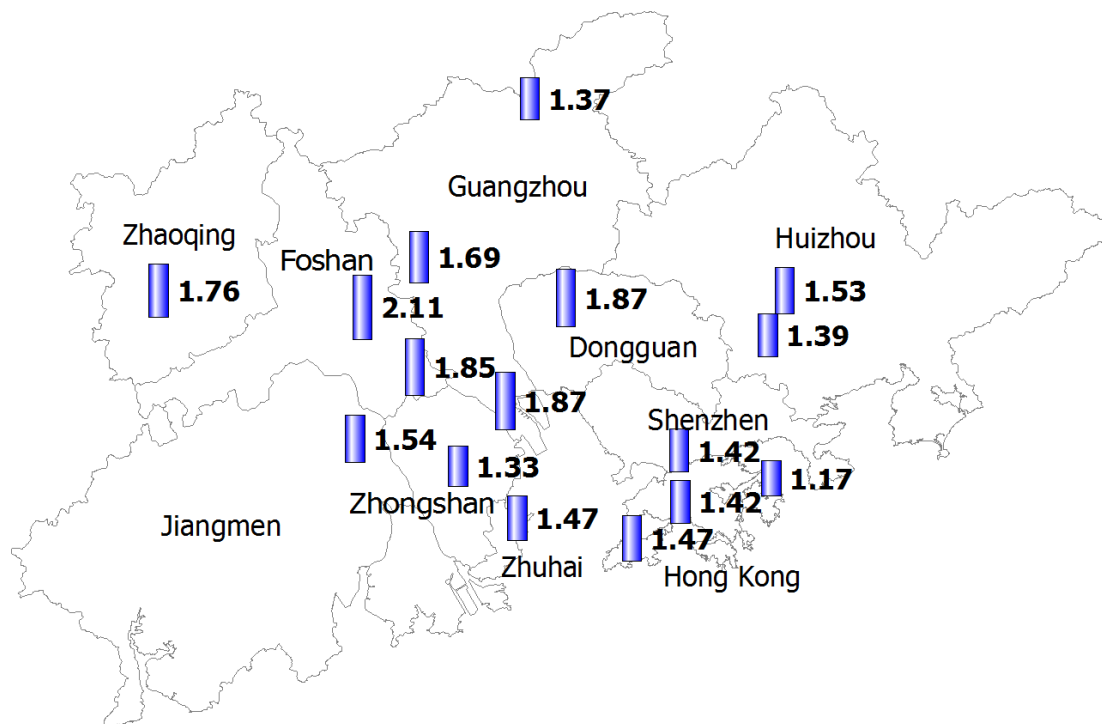 1.37
Guangzhou
Zhaoqing
Huizhou
Foshan
1.69
1.76
1.53
1.87
2.11
1.39
Dongguan
1.85
1.87
Shenzhen
1.54
1.42
1.33
1.17
Zhongshan
1.42
Jiangmen
1.47
1.47
Zhuhai
Hong Kong